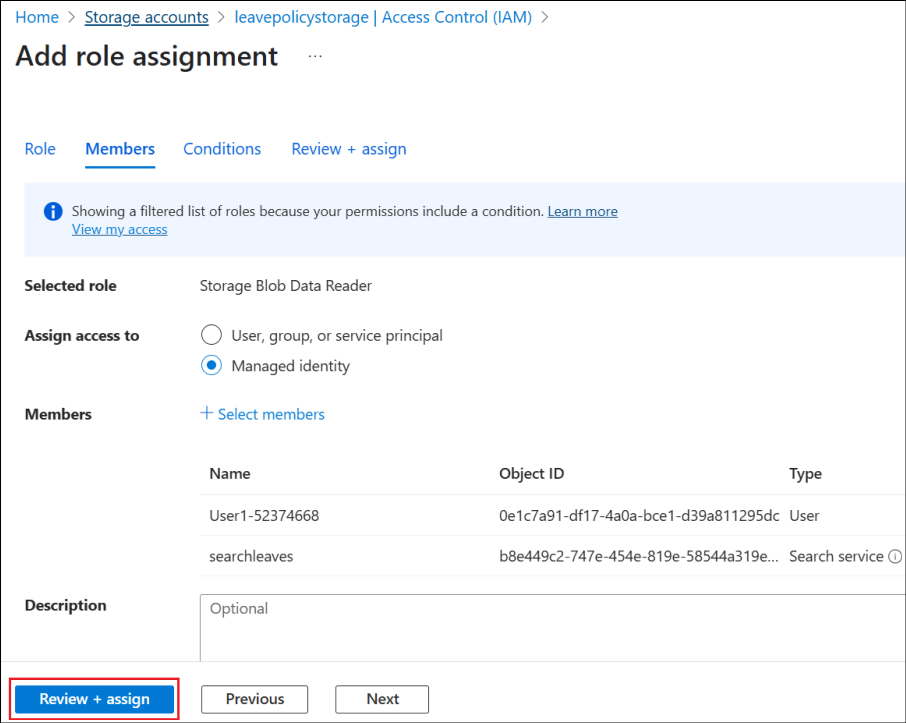 Home > Storage accounts > leavepolicystorage | Access Control (IAM) >
Add role assignment ...
Role Members Conditions Review + assign
Showing a filtered list of roles because your permissions include a condition. Learn more
View my access
Selected role Storage Blob Data Reader
Assign access to User, group, or service principal
Managed identity
Members + Select members
Name Object ID Type
User1-52374668 0e1c7a91-df17-4a0a-bce1-d39a811295dc User
searchleaves b8e449c2-747e-454e-819e-58544a319e... Search service
Description Optional
Review + assign Previous Next